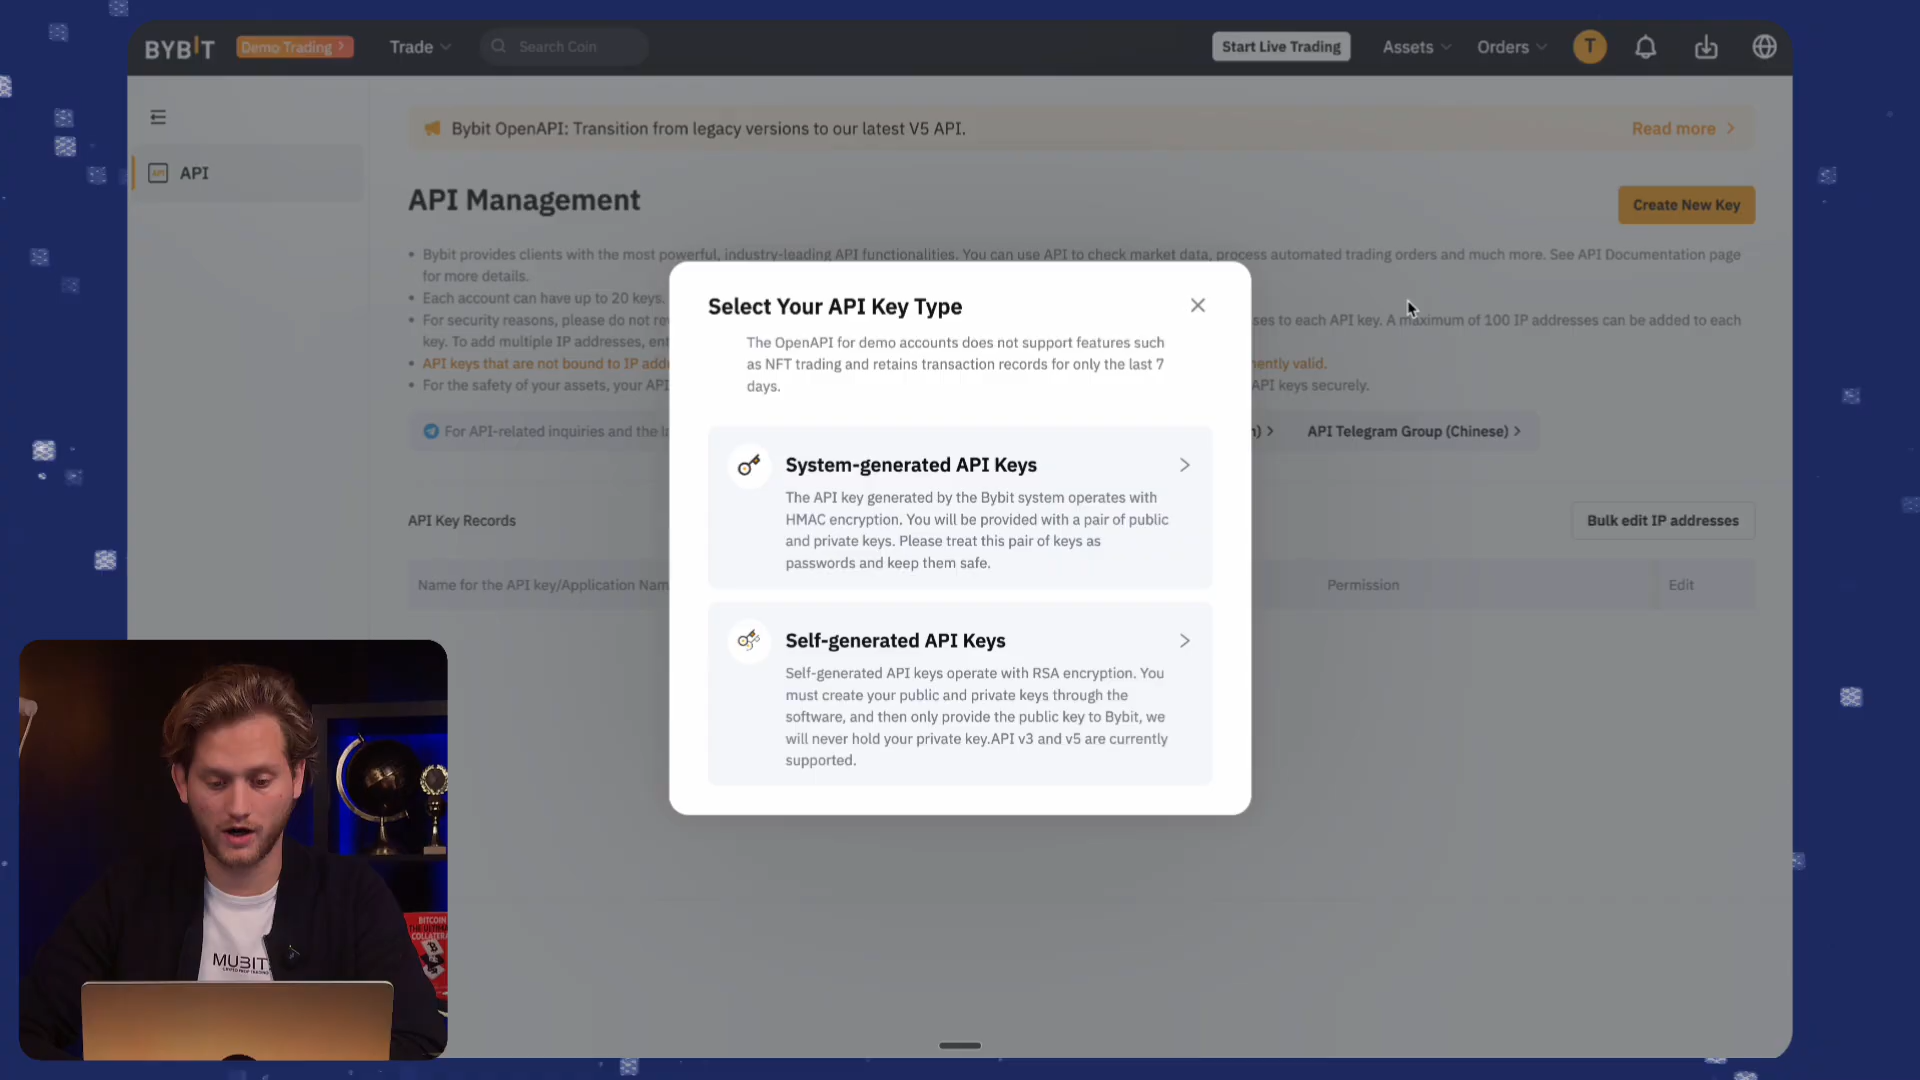 BYBIT
Demo Trading
Trade
Search Coin
Start Live Trading
Assets
Orders
T
API
API
Bybit OpenAPI: Transition from legacy versions to our latest V5 API.
Read more
API Management
Create New Key
Bybit provides clients with the most powerful, industry-leading API functionalities. You can use API to check market data, process automated trading orders and much more. See API Documentation page
for more details.
Each account can have up to 20 keys.
For security reasons, please do not
ses to each API key. A maximum of 100 IP addresses can be added to each
key. To add multiple IP addresses,
API keys that are not bound to IP
valid.
For the safety of your assets, your API
API keys securely.
For API-related inquiries and the
API Telegram Group (Chinese)
API Key Records
Bulk edit IP addresses
Name for the API key/Application
Permission
Edit
Select Your API Key Type
The OpenAPI for demo accounts does not support features such
as NFT trading and retains transaction records for only the last 7
days.
System-generated API Keys
The API key generated by the Bybit system operates with
HMAC encryption. You will be provided with a pair of public
and private keys. Please treat this pair of keys as
passwords and keep them safe.
Self-generated API Keys
Self-generated API keys operate with RSA encryption. You
must create your public and private keys through the
software, and then only provide the public key to Bybit, we
will never hold your private key.API v3 and v5 are currently
supported.
BITCOIN
THE ULTIMA
COLLATERA
MUBIT